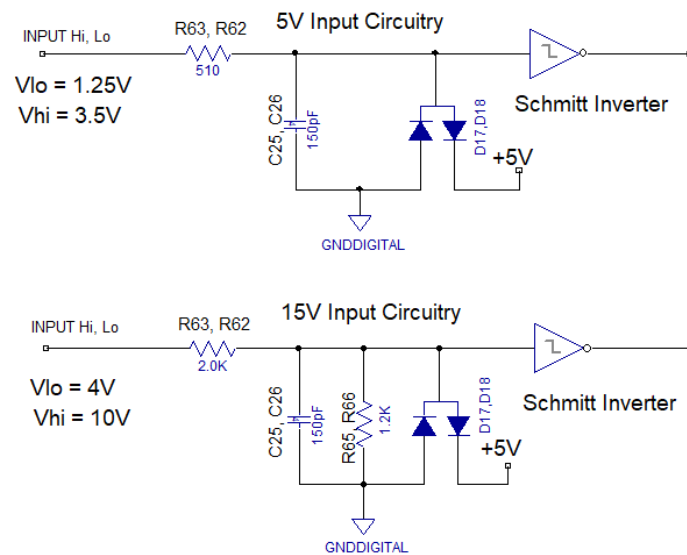 5V Input Circuitry
INPUT Hi, Lo
R63, R62
510
Vlo = 1.25V
Vhi = 3.5V
C25, C26
150pF
D17,D18
+5V
Schmitt Inverter
GNDDIGITAL
15V Input Circuitry
INPUT Hi, Lo
R63, R62
2.0K
Vlo = 4V
Vhi = 10V
C25, C26
150pF
R65, R66
1.2K
D17,D18
+5V
Schmitt Inverter
GNDDIGITAL